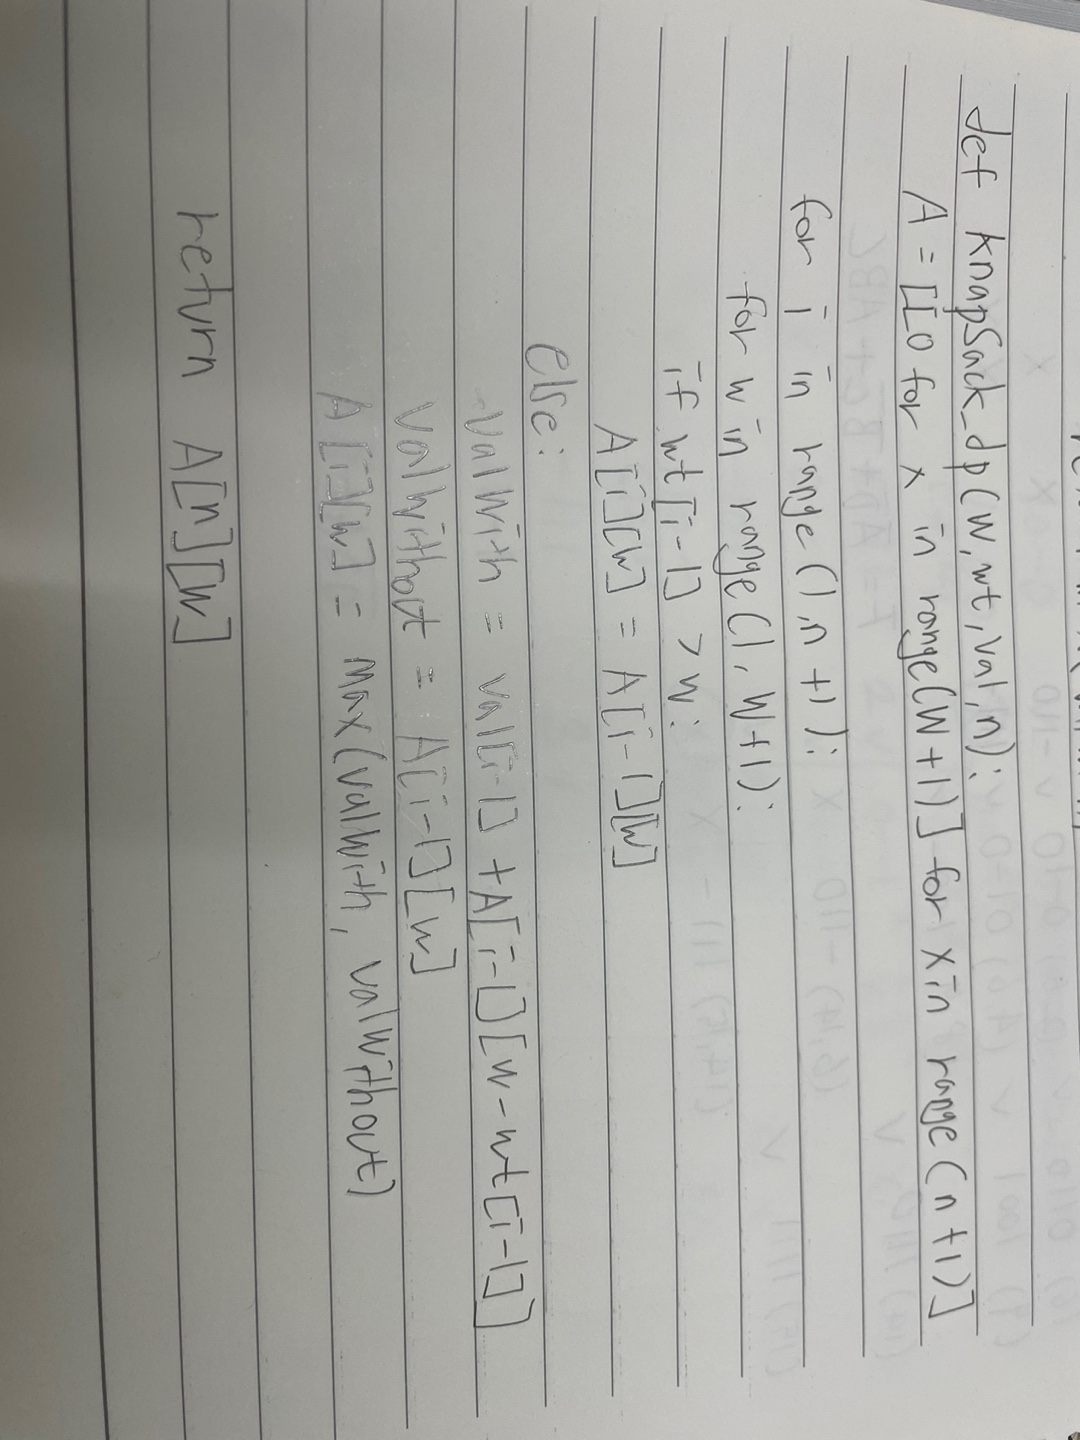 def knapSack_dp(W, wt, val, n):
A = [[0 for x in range(W+1)] for x in range(n+1)]
for i in range(1, n+1):
for w in range(1, W+1):
if wt[i-1] > w:
A[i][w] = A[i-1][w]
else:
valWith = val[i-1] + A[i-1][w-wt[i-1]]
valWithout = A[i-1][w]
A[i][w] = max(valWith, valWithout)
return A[n][W]